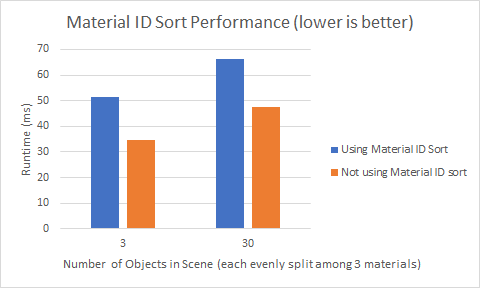 Material ID Sort Performance (lower is better)
70
60
50
40
30
20
10
0
Runtime (ms)
3
30
Number of Objects in Scene (each evenly split among 3 materials)
Using Material ID Sort
Not using Material ID sort